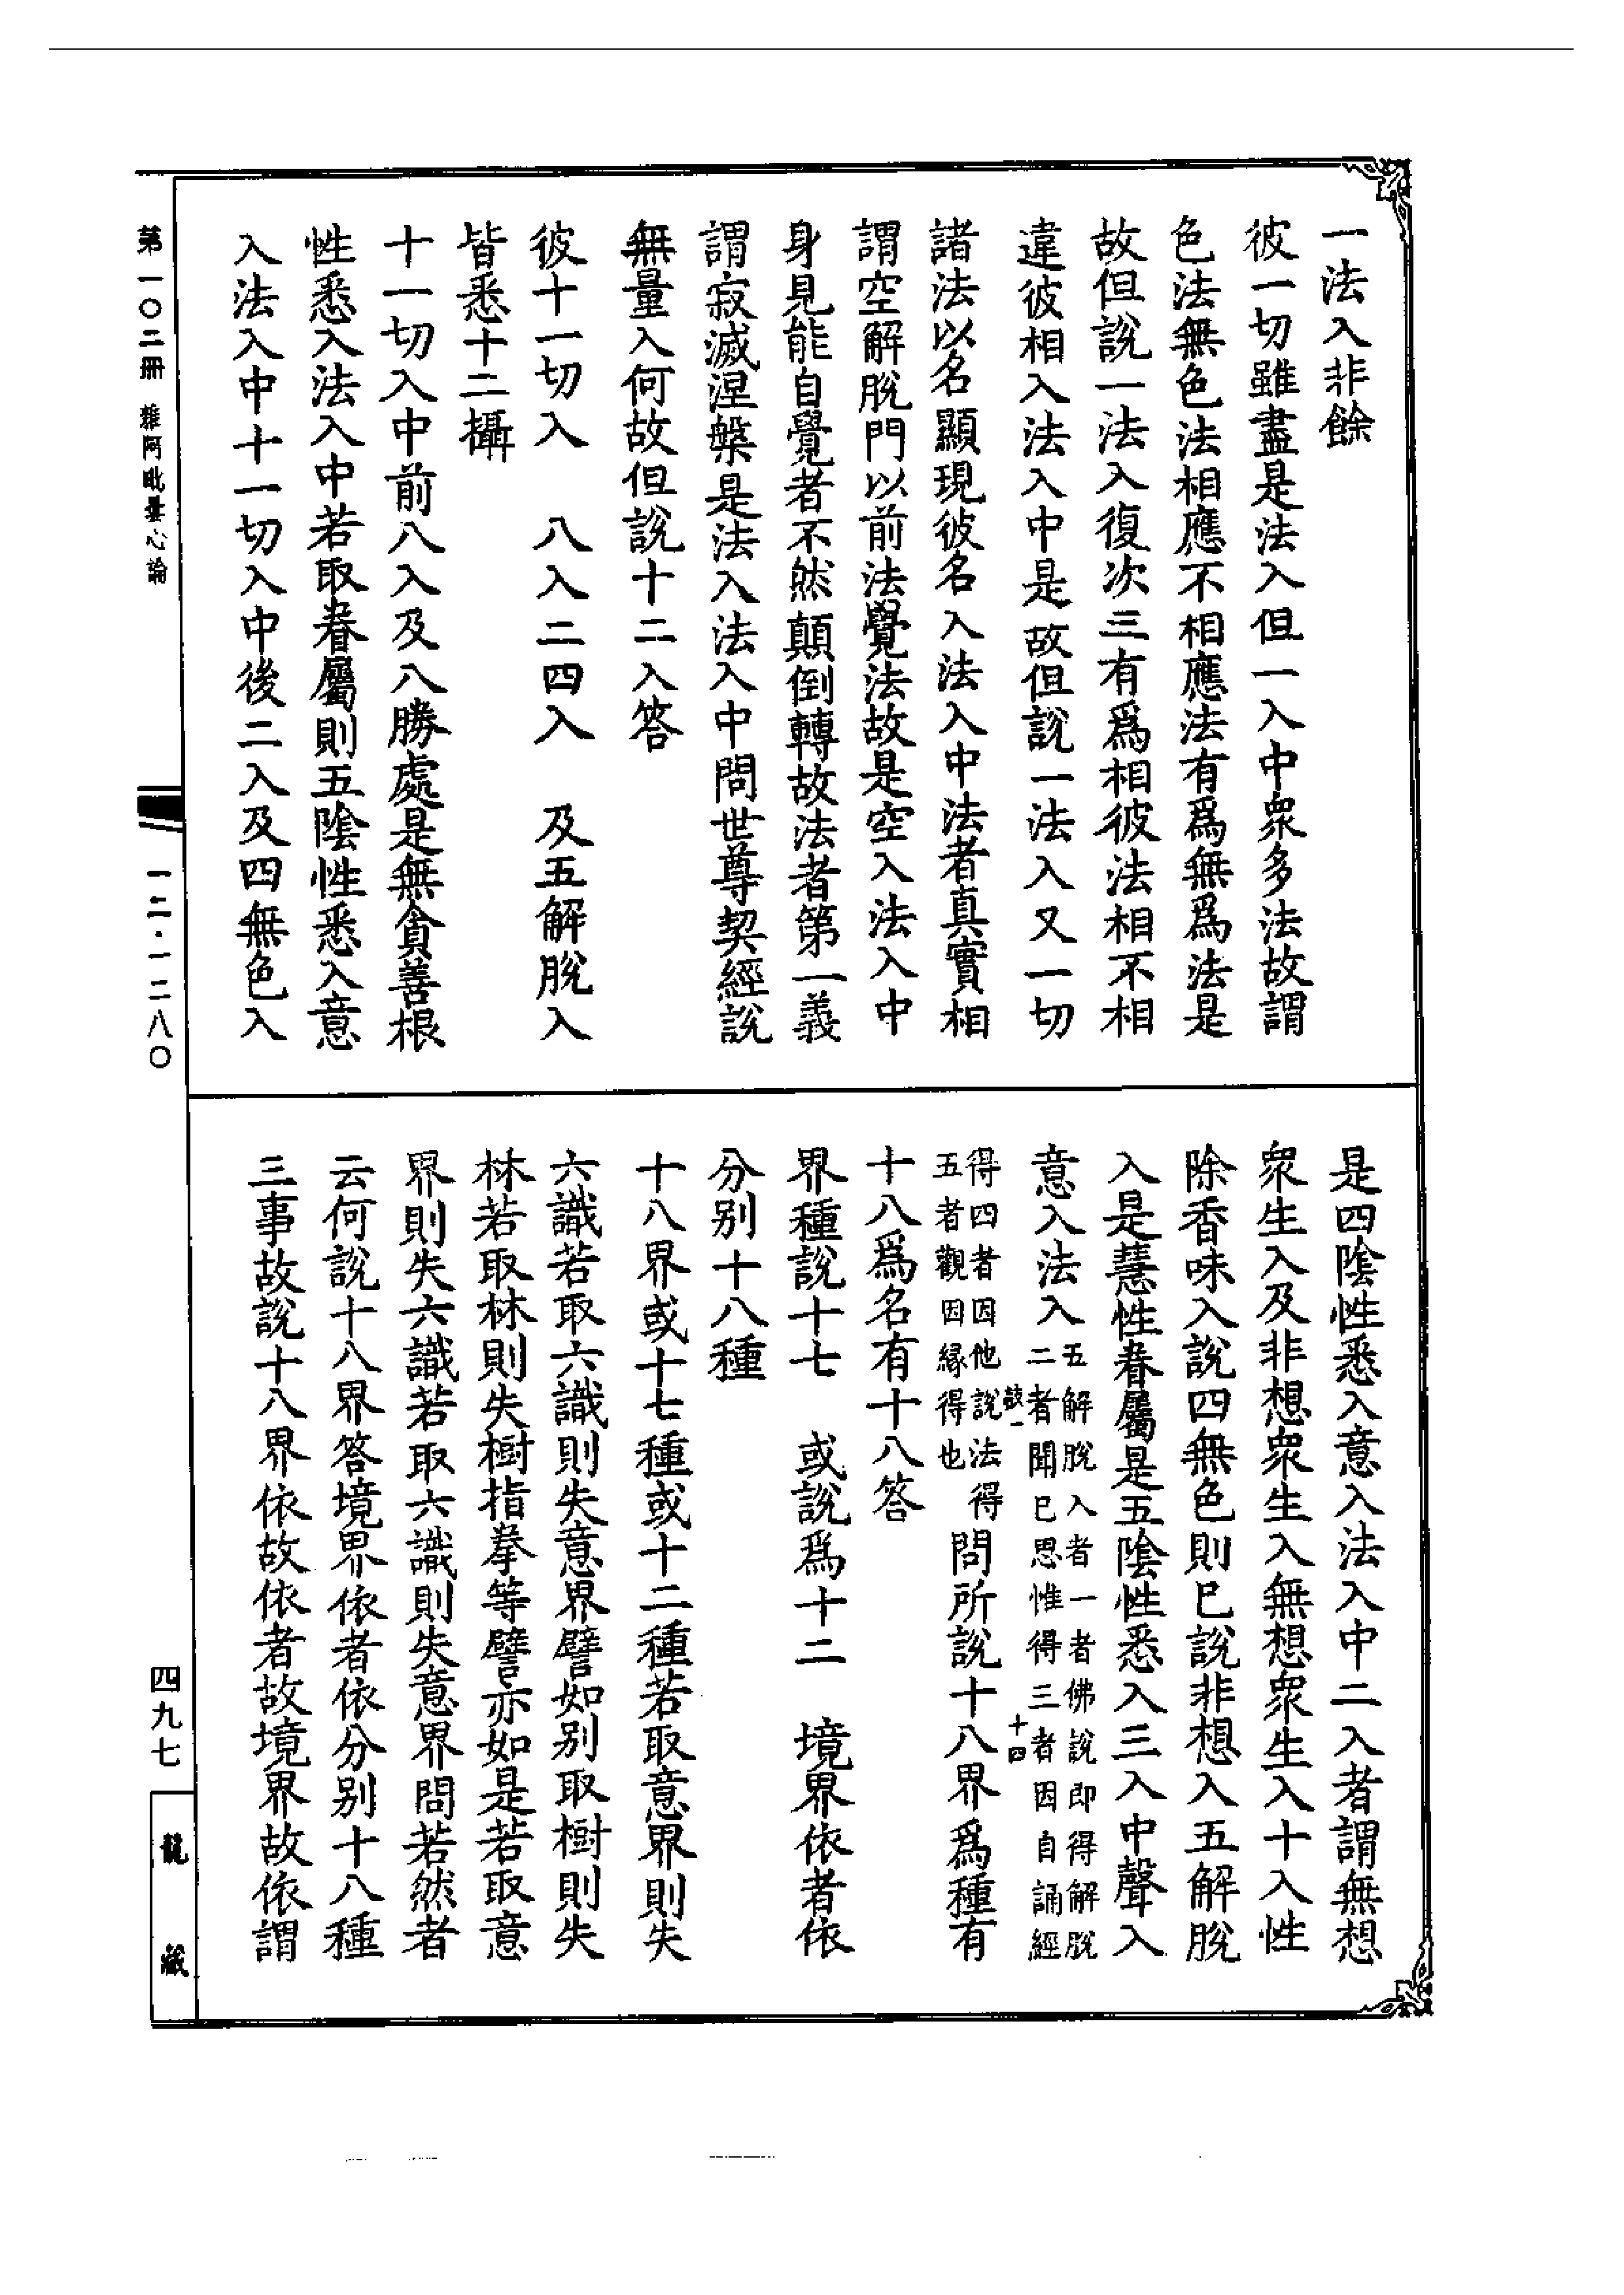 一法入非餘
彼一切雖盡是法入但一入中衆多法故謂
色法無色法相應不相應法有爲無爲法是
故但說一法入復次三有爲相彼法相不相
違彼相入法入中是故但說一法入又一切
諸法以名顯現彼名入法入中法者真實相
謂空解脫門以前法覺法故是空入法入中
身見能自覺者不然顛倒轉故法者第一義
謂寂滅涅槃是法入法入中問世尊契經說
無量入何故但說十二入答
彼十一切入 八入二四入 及五解脫入
皆悉十二攝
十一切入中前八入及八勝處是無貪善根
性悉入法入中若取眷屬則五陰性悉入意
入法入中十一切入中後二入及四無色入
是四陰性悉入意入法入中二入者謂無想
衆生入及非想衆生入無想衆生入十入性
除香味入說四無色則已說非想入五解脫
入是慧性眷屬是五陰性悉入三入中聲入
意入法入五解脫入者一者佛說即得解脫
二者聞已思惟得三者因自誦經
得四者因他說法得
五者觀因緣得也
問所說十八界爲種有
十八爲名有十八答
界種說十七 或說爲十二 境界依者依
分別十八種
十八界或十七種或十二種若取意界則失
六識若取六識則失意界譬如別取樹則失
林若取林則失樹指拳等譬亦如是若取意
界則失六識若取六識則失意界問若然者
云何說十八界答境界依者依分別十八種
三事故說十八界依故依者故境界故依謂
十四
第一〇二冊 雜阿毗曇心論
一二·一二八〇
四九七
龍藏